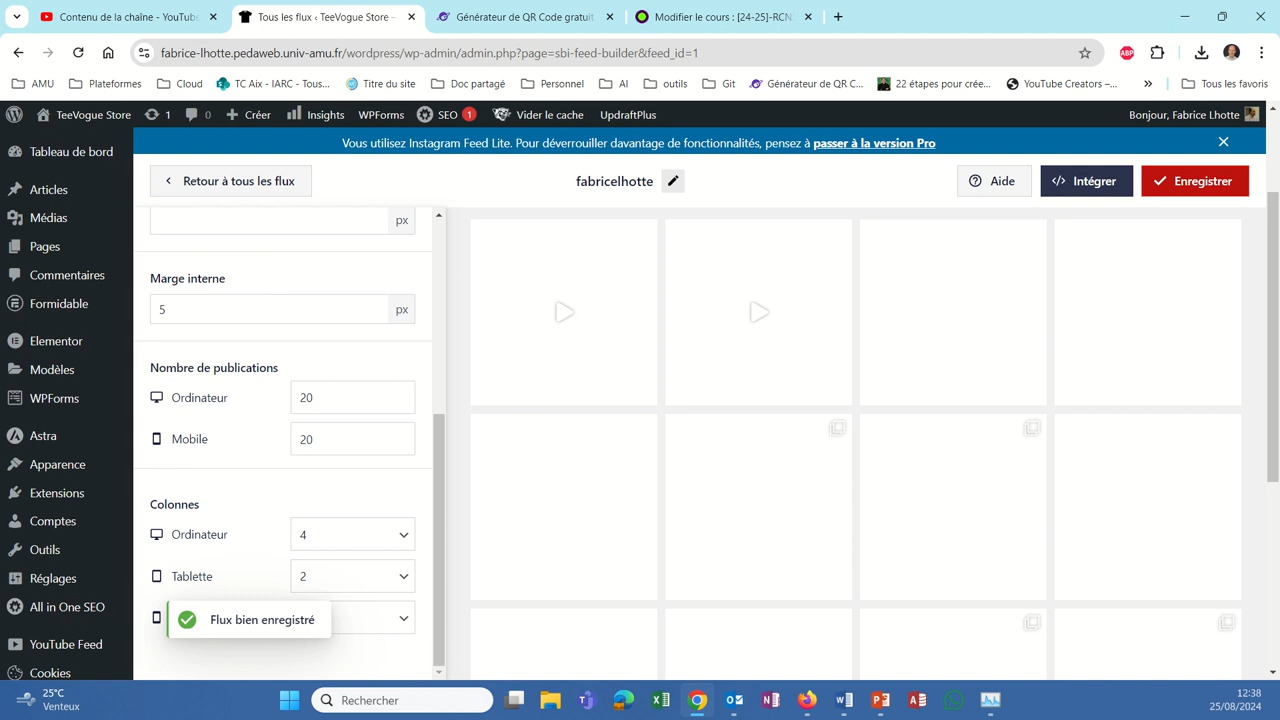 Contenu de la chaîne - YouTube
Tous les flux ‹ TeeVogue Store –
Générateur de QR Code gratuit
Modifier le cours : [24-25]-RCN
fabrice-lhotte.pedaweb.univ-amu.fr/wordpress/wp-admin/admin.php?page=sbi-feed-builder&feed_id=1
ABP
AMU
Plateformes
Cloud
TC Aix – IARC - Tous...
Titre du site
Doc partagé
Personnel
AI
outils
Git
Générateur de QR C...
22 étapes pour crée...
YouTube Creators –...
»
Tous les favoris
TeeVogue Store
1
0
Créer
Insights
WPForms
SEO
1
Vider le cache
UpdraftPlus
Bonjour, Fabrice Lhotte
Vous utilisez Instagram Feed Lite. Pour déverrouiller davantage de fonctionnalités, pensez à passer à la version Pro
Tableau de bord
Articles
Médias
Pages
Commentaires
Formidable
Elementor
Modèles
WPForms
Astra
Apparence
Extensions
Comptes
Outils
Réglages
All in One SEO
YouTube Feed
Cookies
Retour à tous les flux
fabricelhotte
Aide
Intégrer
Enregistrer
px
Marge interne
5 px
Nombre de publications
Ordinateur 20
Mobile 20
Colonnes
Ordinateur 4
Tablette 2
Flux bien enregistré
25°C
Venteux
Rechercher
12:38
25/08/2024